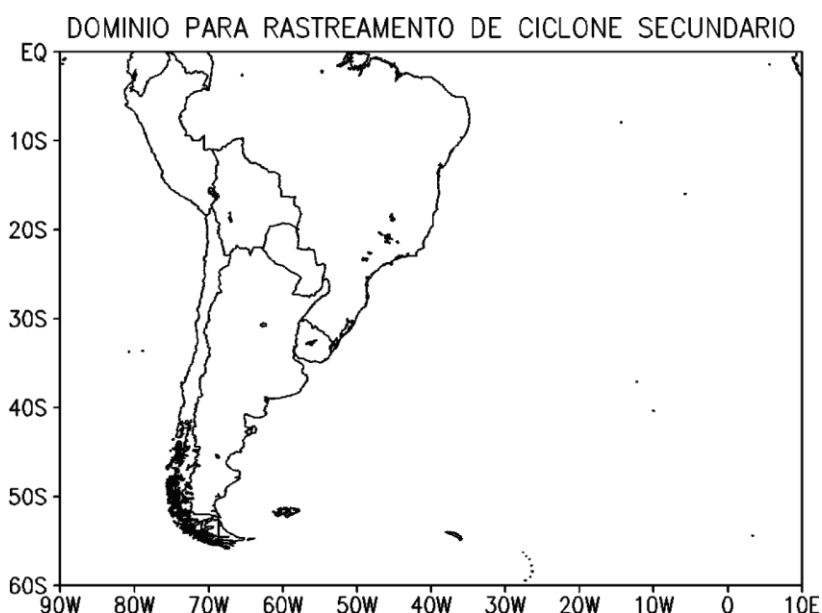 DOMINIO PARA RASTREAMENTO DE CICLONE SECUNDARIO
EQ
10S
20S
30S
40S
50S
60S
90W 80W 70W 60W 50W 40W 30W 20W 10W 0 10E